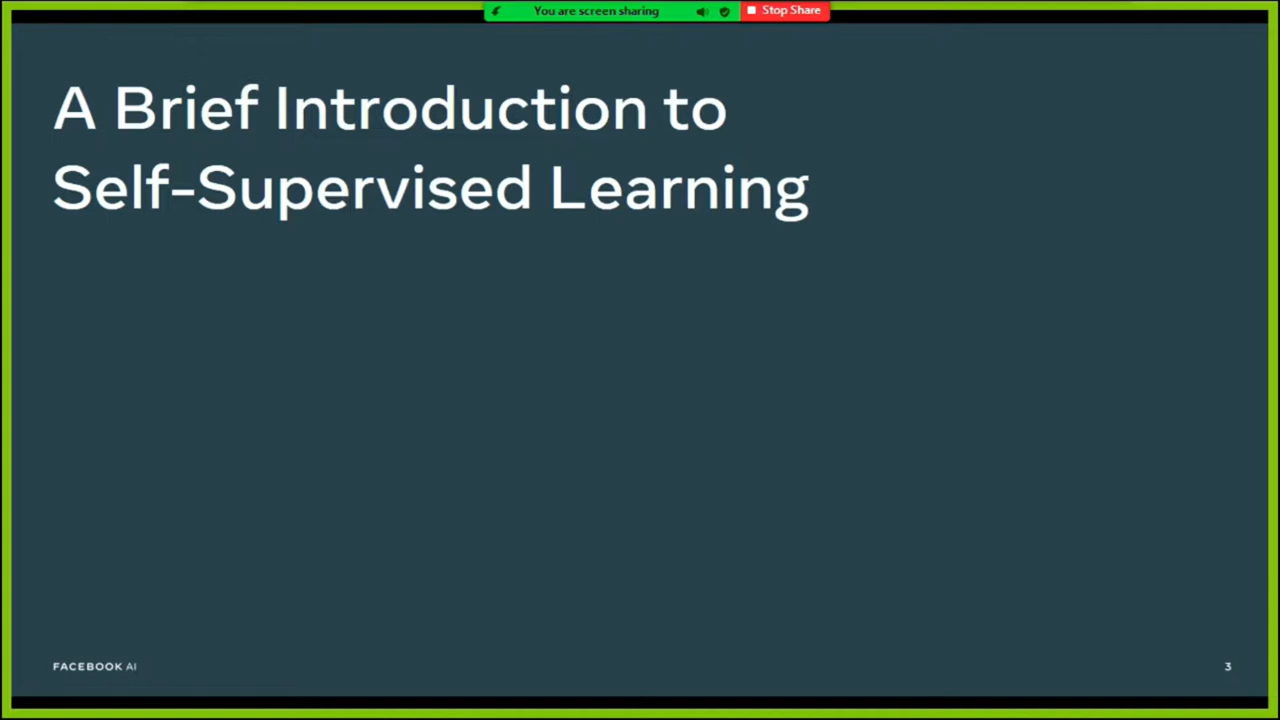 You are screen sharing
Stop Share
A Brief Introduction to
Self-Supervised Learning
FACEBOOK AI
3